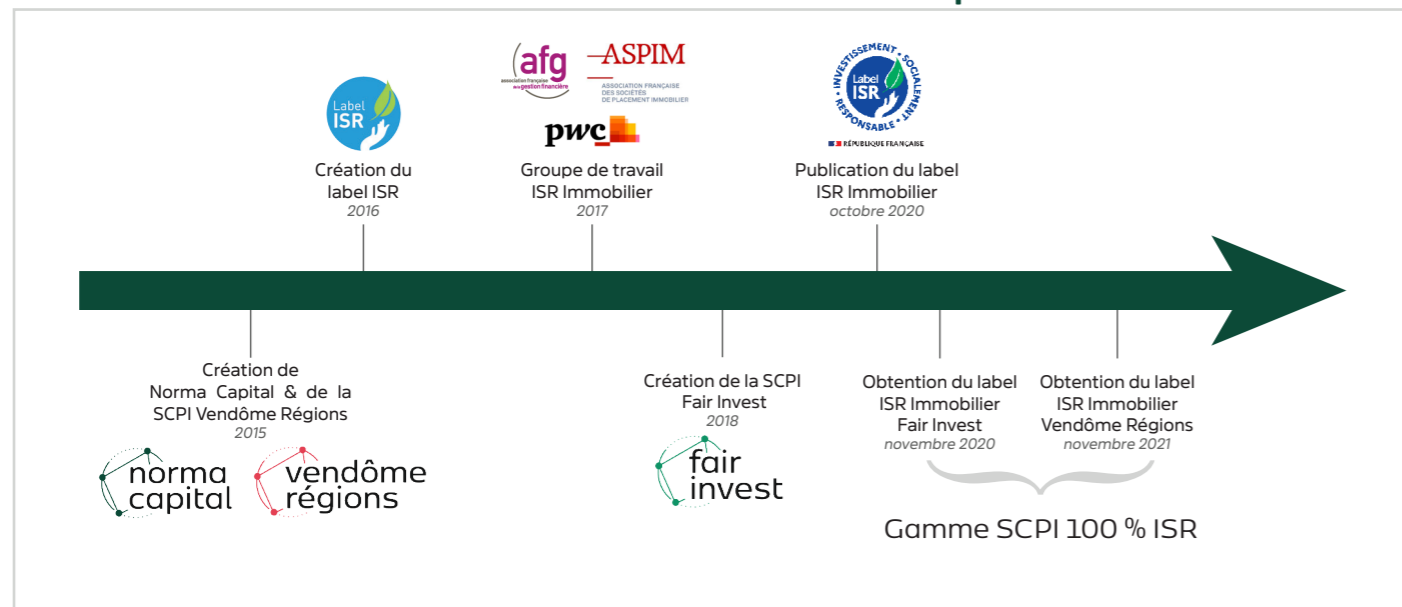 Label
ISR
Création du
label ISR
2016
afg
association française
de la gestion financière
ASPIM
ASSOCIATION FRANÇAISE
DES SOCIÉTÉS
DE PLACEMENT IMMOBILIER
pwc
Groupe de travail
ISR Immobilier
2017
INVESTISSEMENT • SOCIALEMENT • RESPONSABLE •
Label
ISR
RÉPUBLIQUE FRANÇAISE
Publication du label
ISR Immobilier
octobre 2020
Création de
Norma Capital & de la
SCPI Vendôme Régions
2015
norma
capital
vendôme
régions
Création de la SCPI
Fair Invest
2018
fair
invest
Obtention du label
ISR Immobilier
Fair Invest
novembre 2020
Obtention du label
ISR Immobilier
Vendôme Régions
novembre 2021
Gamme SCPI 100 % ISR